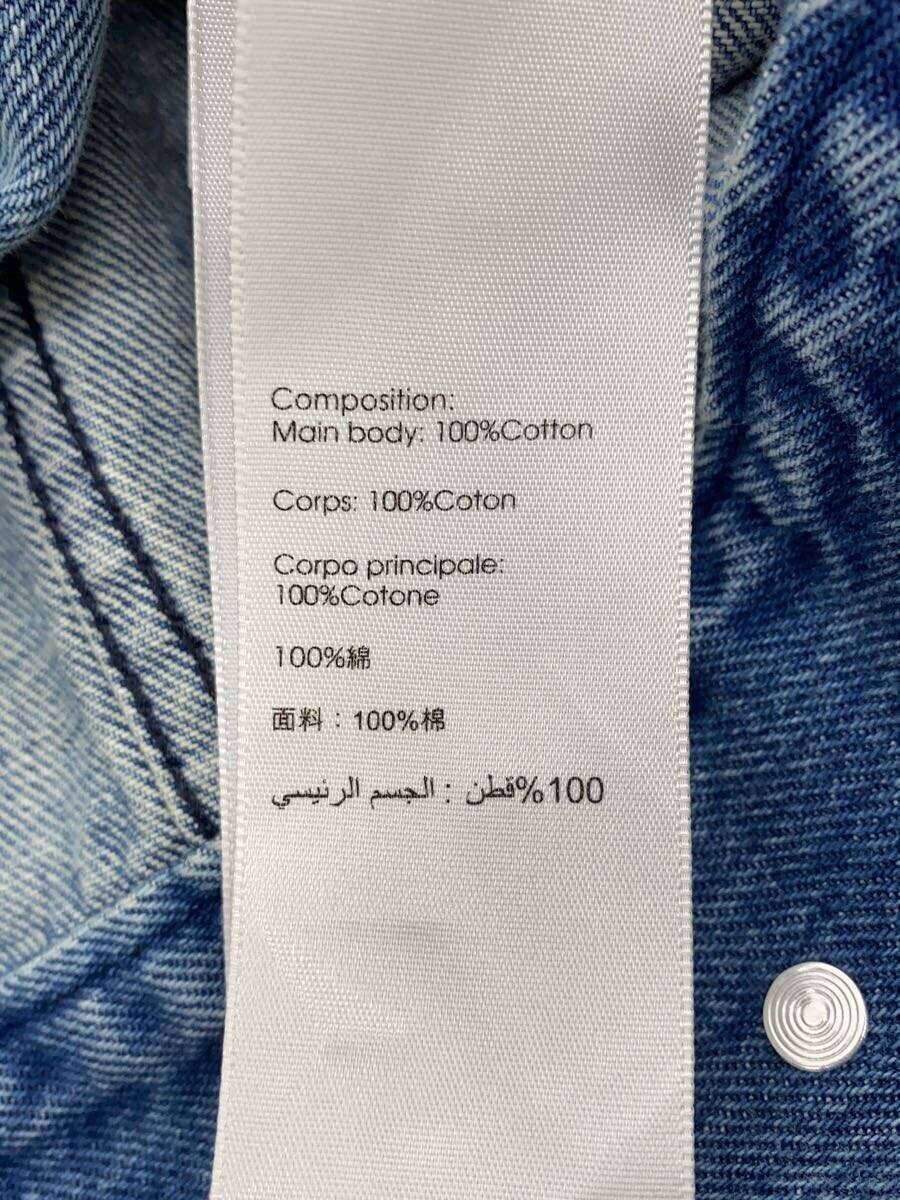 Composition:
Main body: 100%Cotton
Corps: 100%Coton
Corpo principale:
100%Cotone
100%綿
面料：100%棉
100%قطن : الجسم الرئيسي